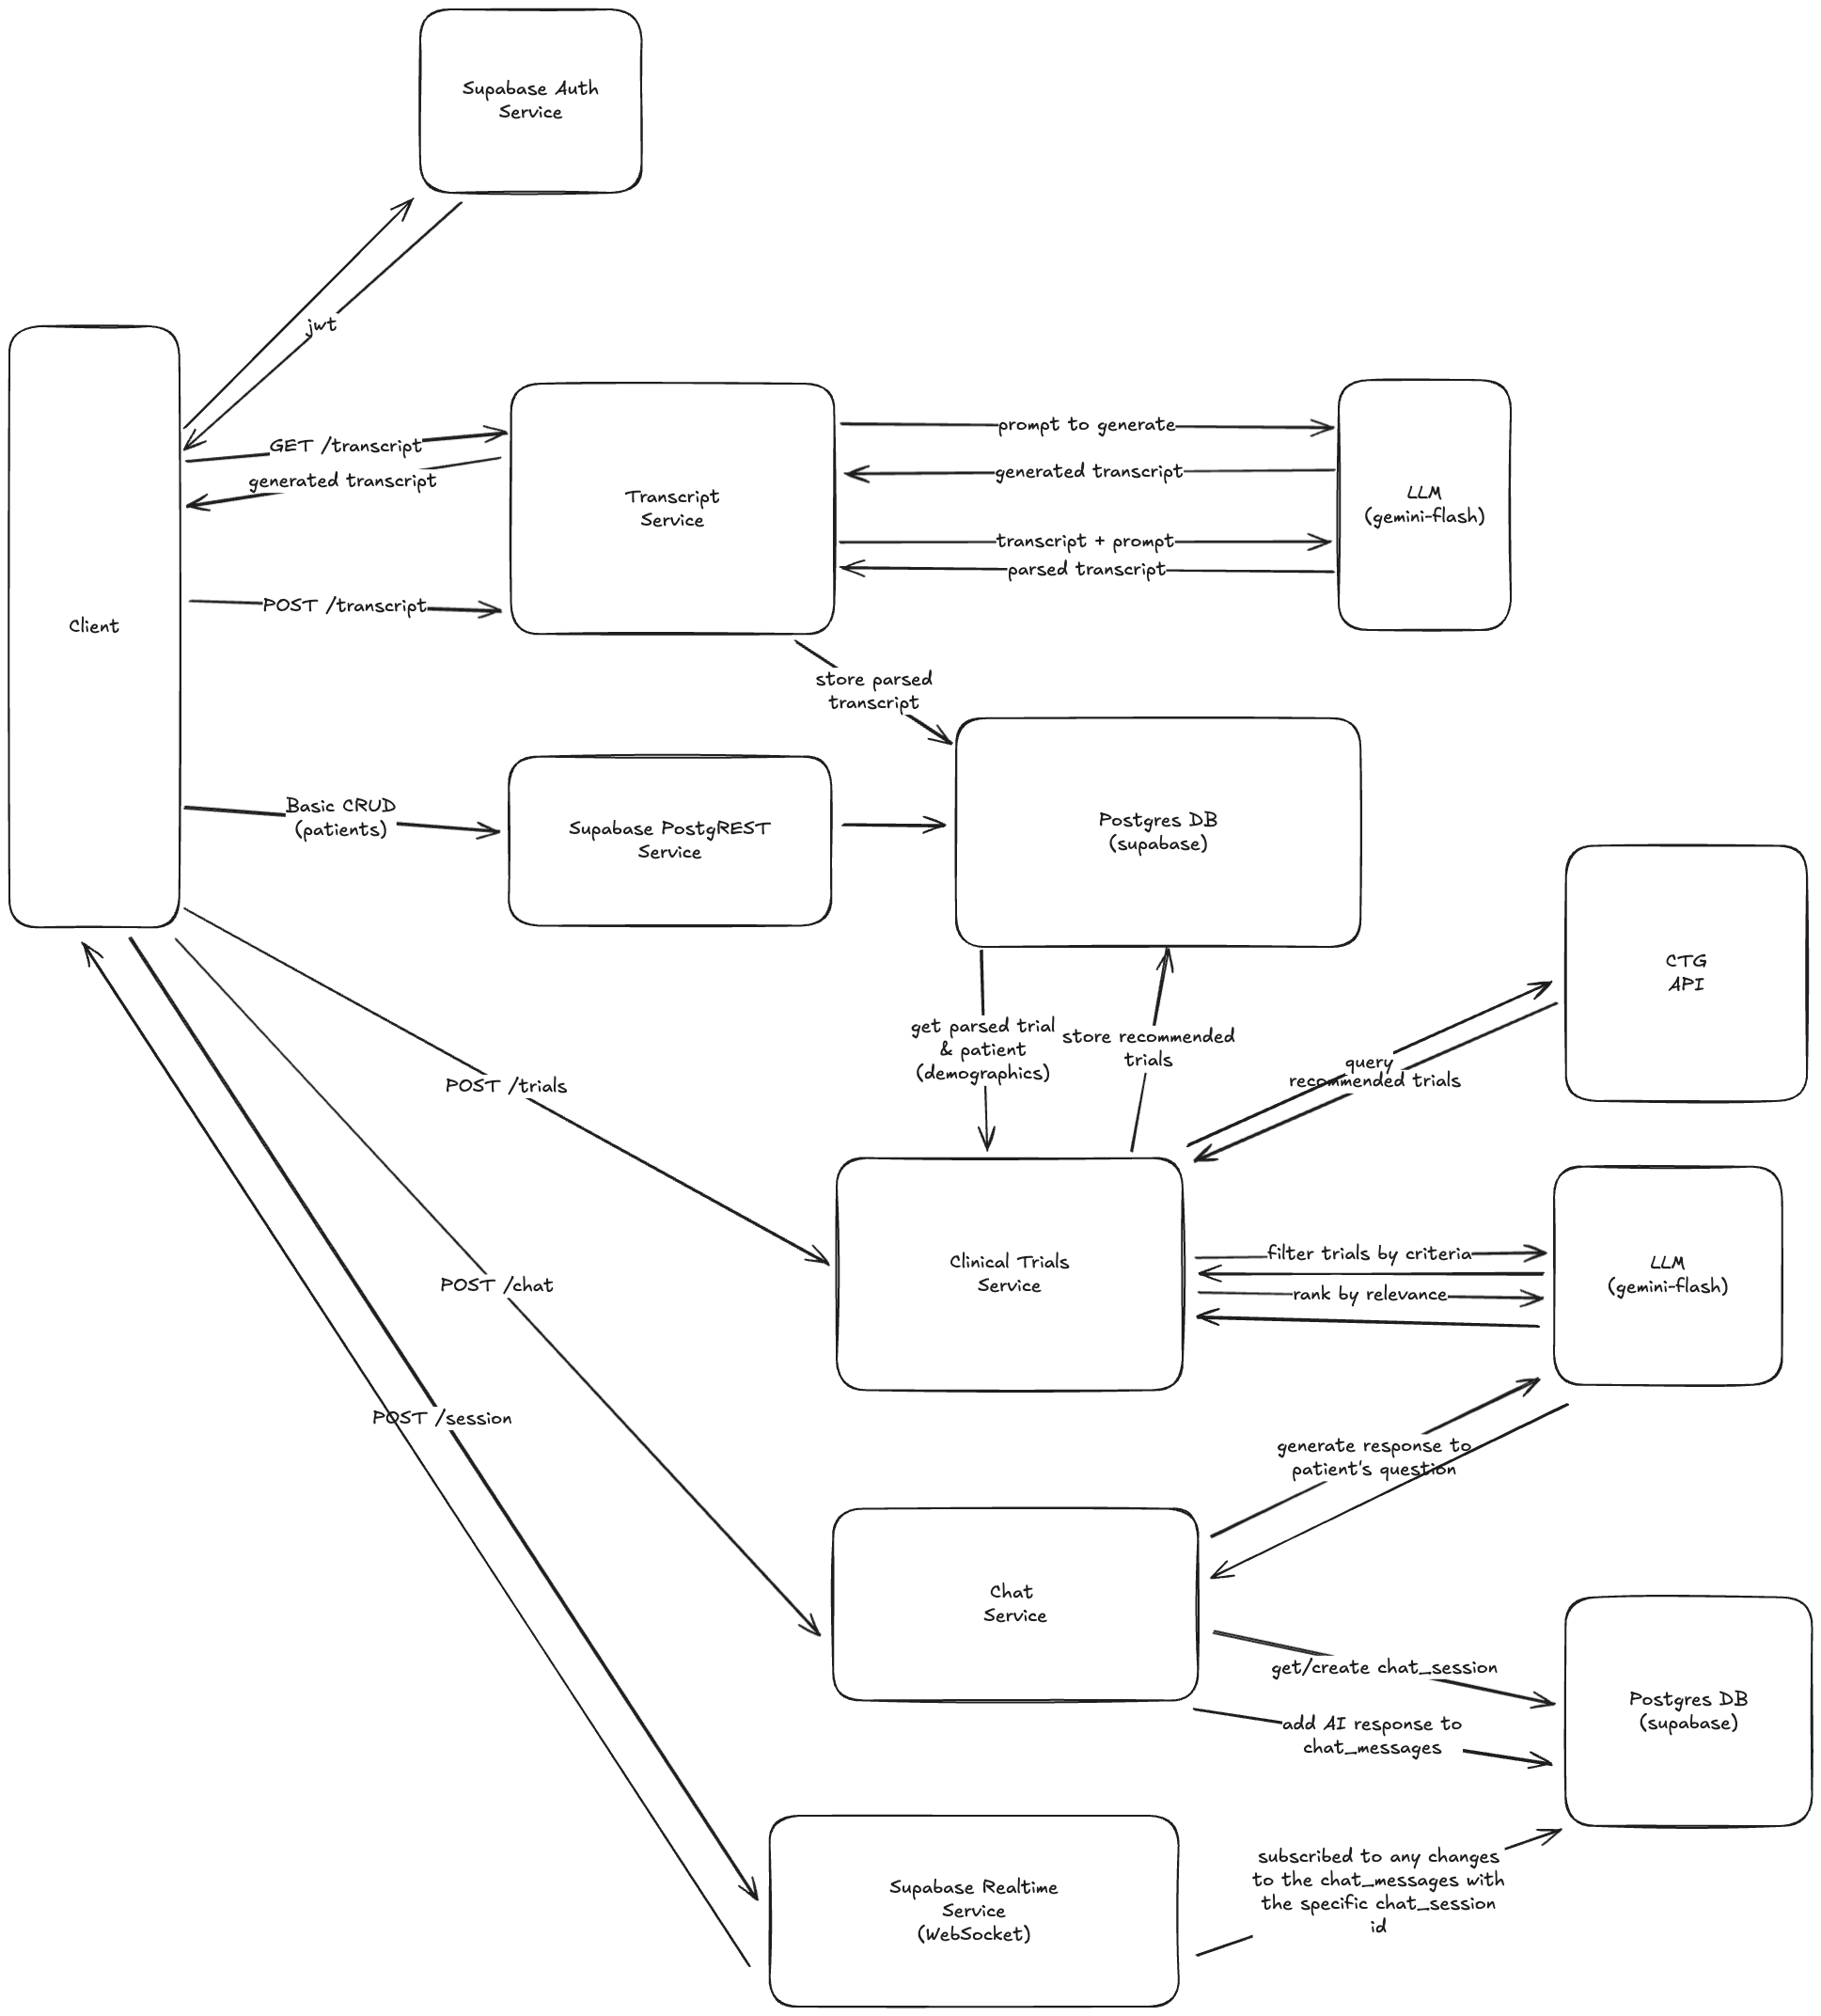 Supabase Auth
Service
jwt
GET /transcript
generated transcript
POST /transcript
Client
Transcript
Service
prompt to generate
generated transcript
transcript + prompt
parsed transcript
LLM
(gemini-flash)
store parsed
transcript
Basic CRUD
(patients)
Supabase PostgREST
Service
Postgres DB
(supabase)
CTG
API
get parsed trial
& patient
(demographics)
store recommended
trials
query
recommended trials
POST /trials
Clinical Trials
Service
filter trials by criteria
rank by relevance
LLM
(gemini-flash)
POST /chat
POST /session
generate response to
patient's question
Chat
Service
get/create chat_session
add AI response to
chat_messages
Postgres DB
(supabase)
Supabase Realtime
Service
(WebSocket)
subscribed to any changes
to the chat_messages with
the specific chat_session
id